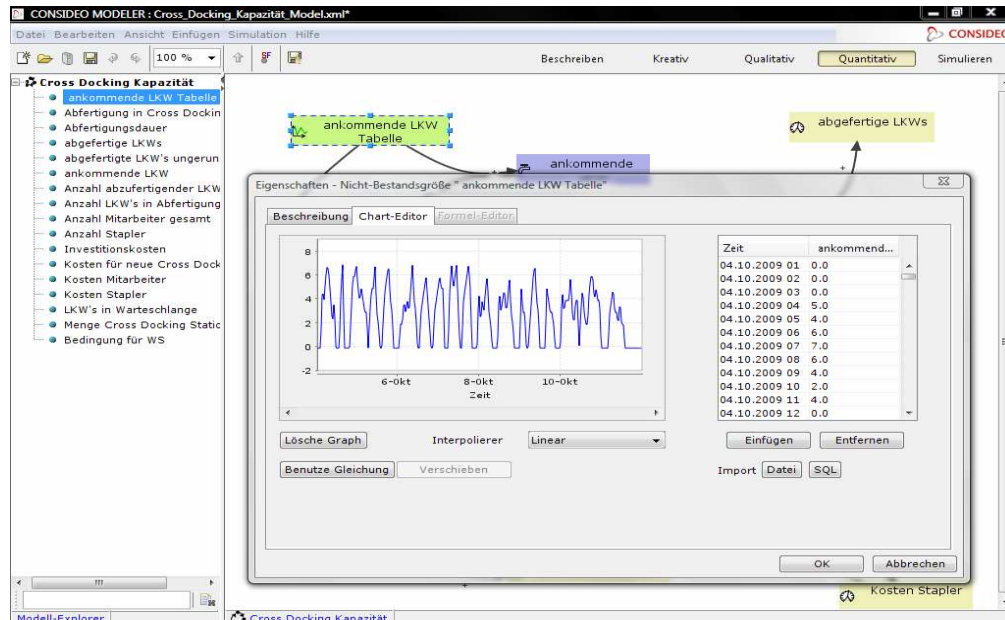 CONSIDEO MODELER : Cross_Docking_Kapazität_Model.xml*
Datei Bearbeiten Ansicht Einfügen Simulation Hilfe
CONSIDEO
100 %
SF
Beschreiben Kreativ Qualitativ Quantitativ Simulieren
Cross Docking Kapazität
ankommende LKW Tabelle
Abfertigung in Cross Dockin
Abfertigungsdauer
abgefertige LKWs
abgefertigte LKW's ungerun
ankommende LKW
Anzahl abzufertigender LKW
Anzahl LKW's in Abfertigung
Anzahl Mitarbeiter gesamt
Anzahl Stapler
Investitionskosten
Kosten für neue Cross Dock
Kosten Mitarbeiter
Kosten Stapler
LKW's in Warteschlange
Menge Cross Docking Static
Bedingung für WS
Modell-Explorer
ankommende LKW
Tabelle
abgefertige LKWs
ankommende
Eigenschaften - Nicht-Bestandsgröße " ankommende LKW Tabelle"
Beschreibung Chart-Editor Formel-Editor
8
6
4
2
0
-2
6-Okt 8-Okt 10-Okt
Zeit
Zeit ankommend...
04.10.2009 01 0.0
04.10.2009 02 0.0
04.10.2009 03 0.0
04.10.2009 04 5.0
04.10.2009 05 4.0
04.10.2009 06 6.0
04.10.2009 07 7.0
04.10.2009 08 6.0
04.10.2009 09 4.0
04.10.2009 10 2.0
04.10.2009 11 4.0
04.10.2009 12 0.0
Lösche Graph Interpolierer Linear Einfügen Entfernen
Benutze Gleichung Verschieben Import Datei SQL
OK Abbrechen
Kosten Stapler
Cross Docking Kapazität